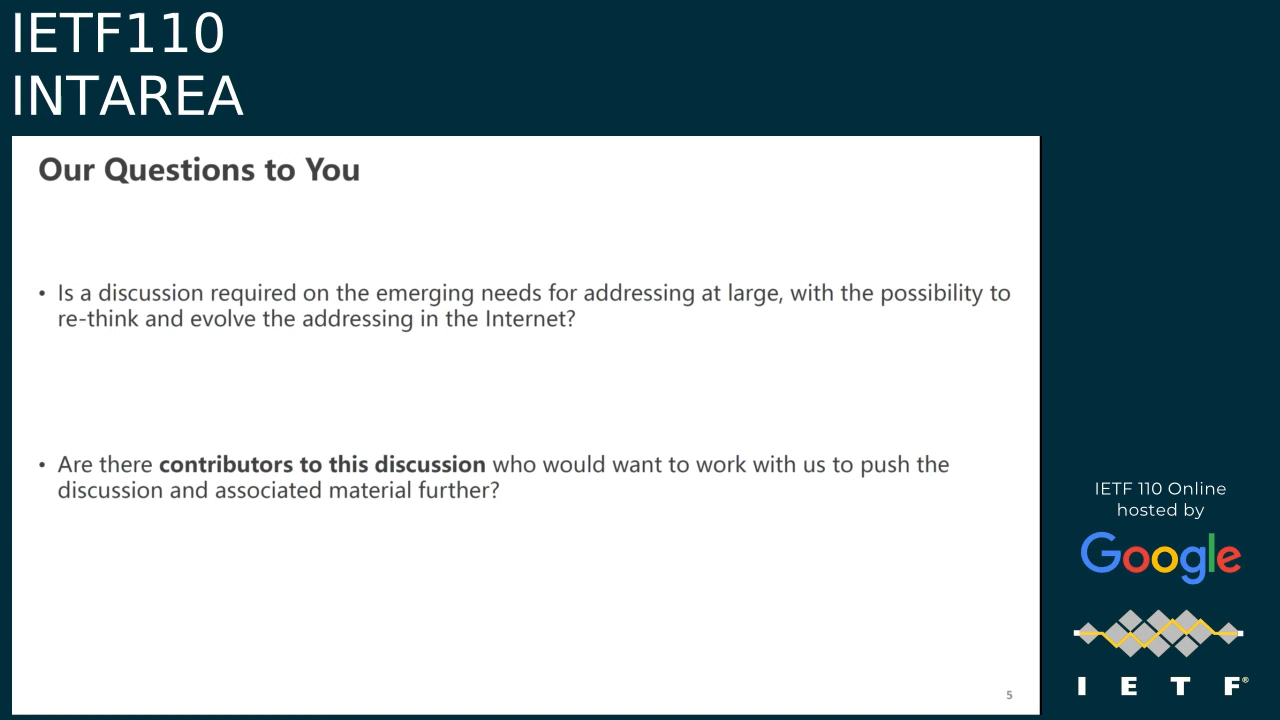 IETF110
INTAREA
Our Questions to You
• Is a discussion required on the emerging needs for addressing at large, with the possibility to
re-think and evolve the addressing in the Internet?
• Are there contributors to this discussion who would want to work with us to push the
discussion and associated material further?
5
IETF 110 Online
hosted by
Google
I E T F®